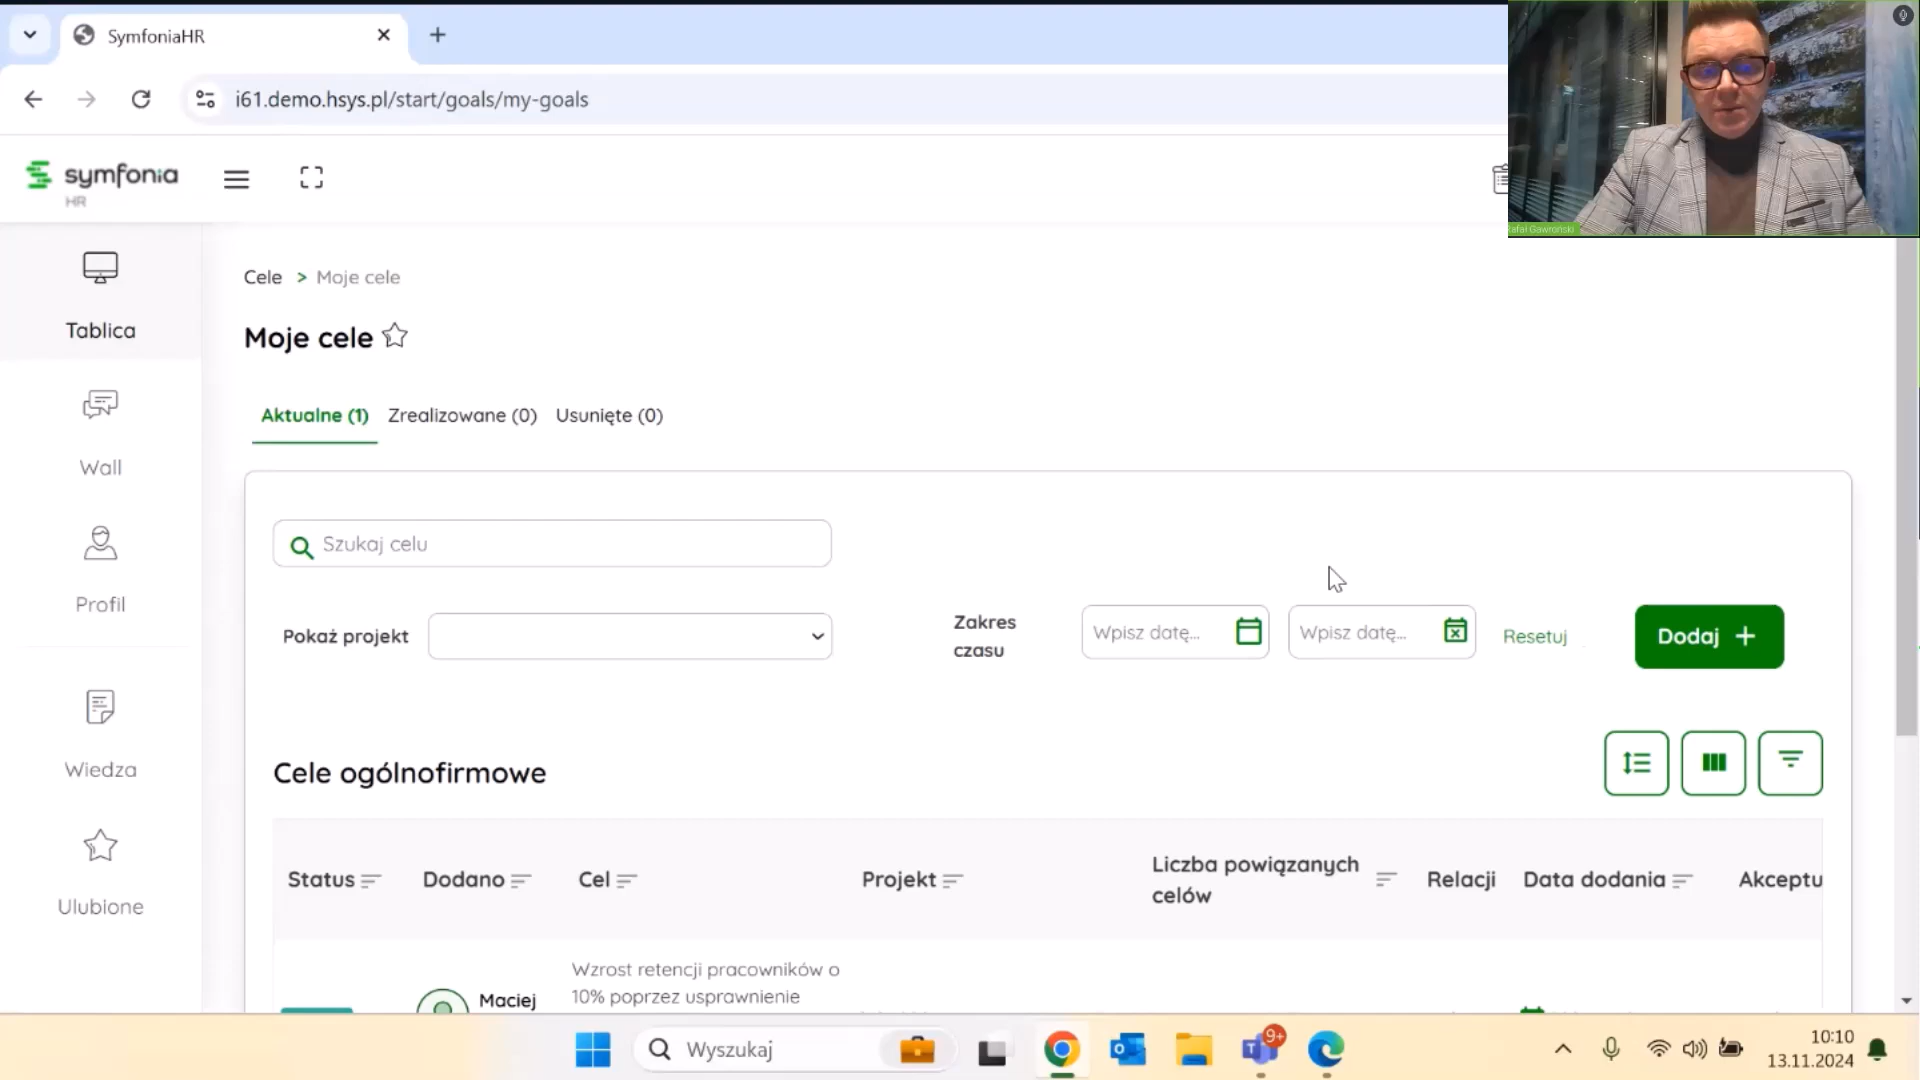 SymfoniaHR
i61.demo.hsys.pl/start/goals/my-goals
symfonia
HR
Rafał Gawroński
Tablica
Wall
Profil
Wiedza
Ulubione
Cele > Moje cele
Moje cele
Aktualne (1) Zrealizowane (0) Usunięte (0)
Szukaj celu
Pokaż projekt
Zakres
czasu
Wpisz datę... Wpisz datę... Resetuj Dodaj +
Cele ogólnofirmowe
Status Dodano Cel Projekt Liczba powiązanych celów Relacji Data dodania Akceptu
Wzrost retencji pracowników o
10% poprzez usprawnienie
Maciej
Wyszukaj
9+
10:10
13.11.2024